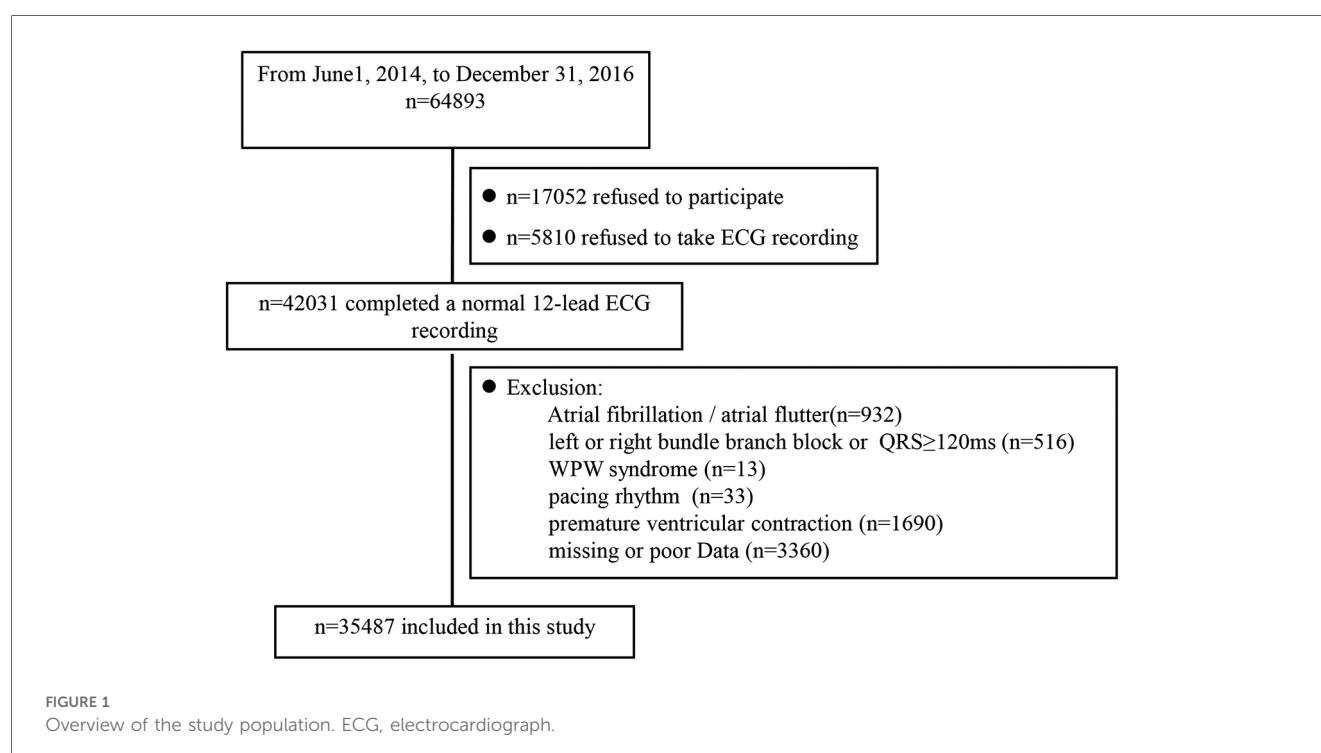 From June1, 2014, to December 31, 2016
n=64893
● n=17052 refused to participate
● n=5810 refused to take ECG recording
n=42031 completed a normal 12-lead ECG
recording
● Exclusion:
Atrial fibrillation / atrial flutter(n=932)
left or right bundle branch block or QRS≥120ms (n=516)
WPW syndrome (n=13)
pacing rhythm (n=33)
premature ventricular contraction (n=1690)
missing or poor Data (n=3360)
n=35487 included in this study
FIGURE 1
Overview of the study population. ECG, electrocardiograph.